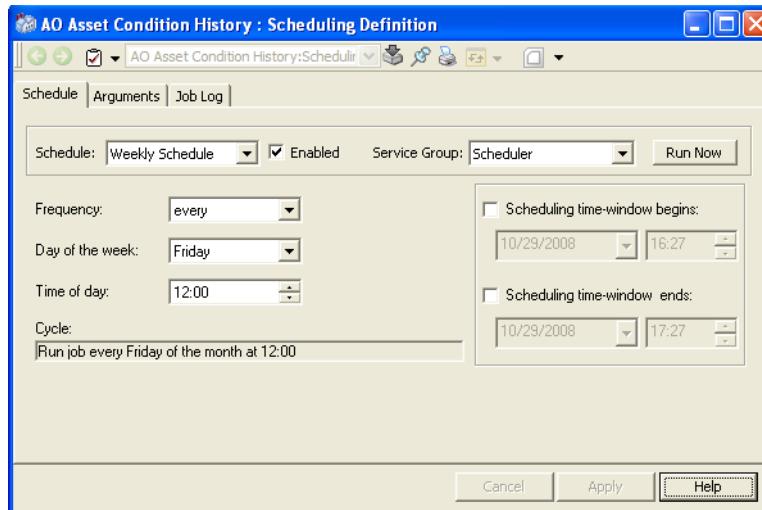 AO Asset Condition History : Scheduling Definition
AO Asset Condition History:Schedulir
Schedule Arguments Job Log
Schedule: Weekly Schedule Enabled Service Group: Scheduler Run Now
Frequency: every
Scheduling time-window begins:
10/29/2008 16:27
Day of the week: Friday
Time of day: 12:00
Scheduling time-window ends:
10/29/2008 17:27
Cycle:
Run job every Friday of the month at 12:00
Cancel Apply Help